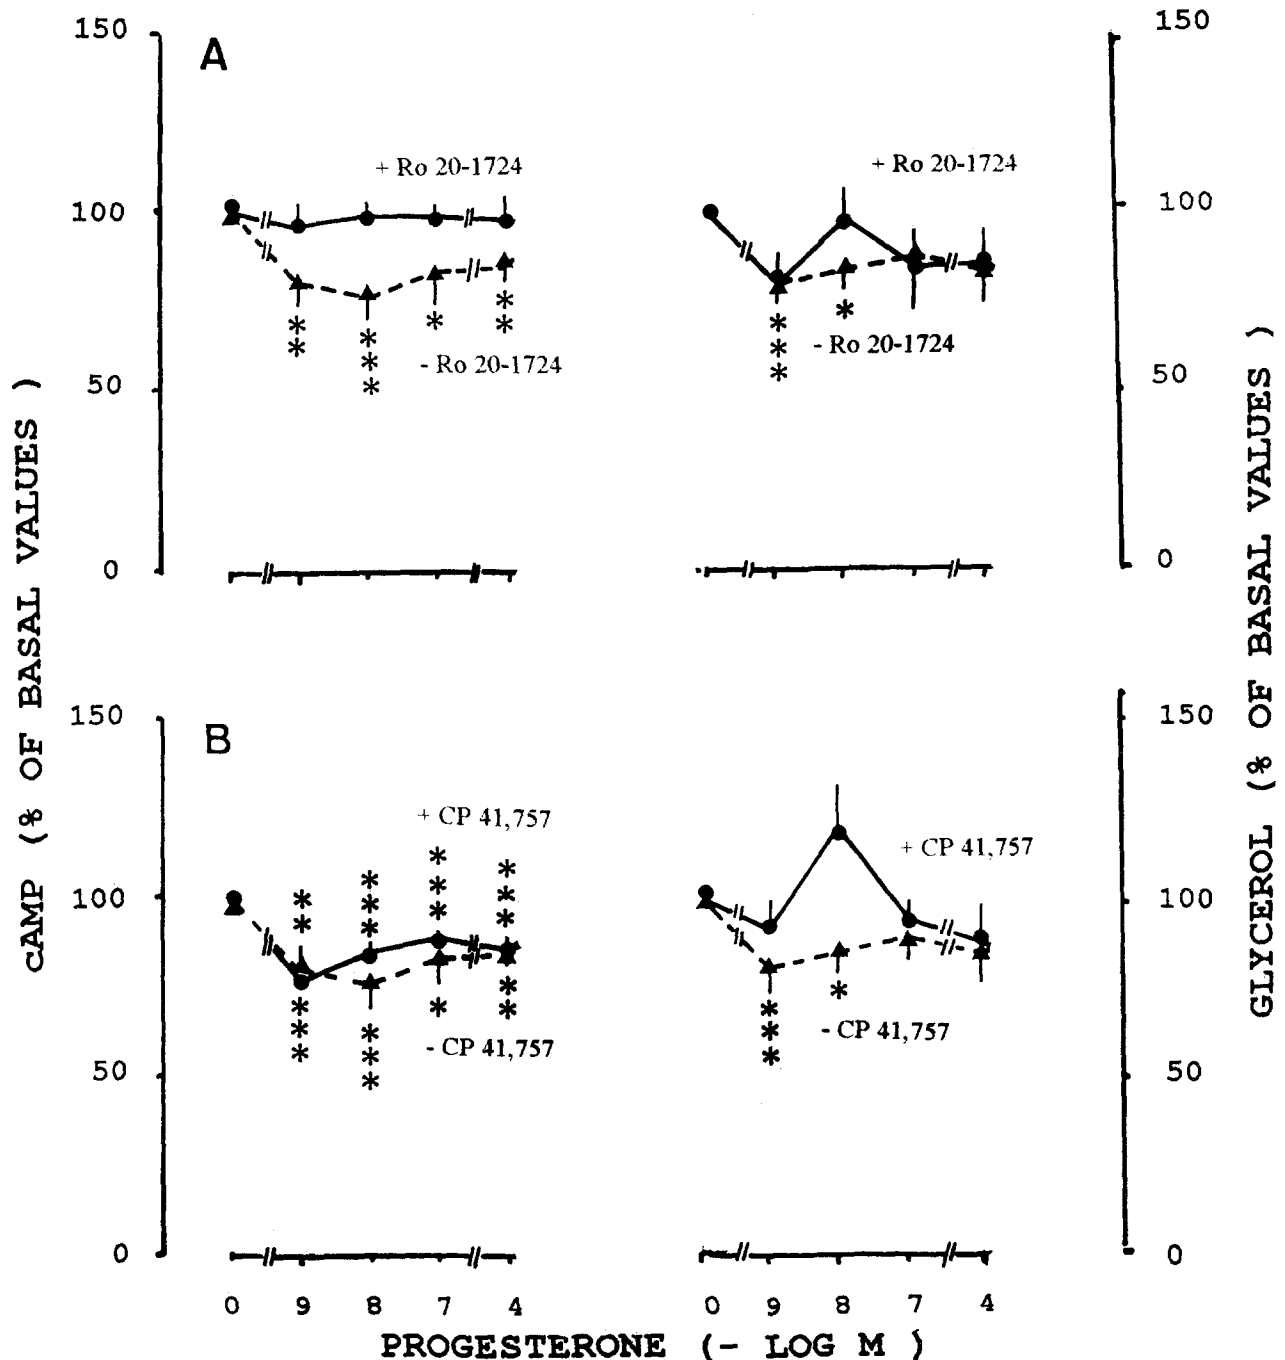 150
A
150
+ Ro 20-1724
+ Ro 20-1724
100
100
**
***
*
**
***
*
- Ro 20-1724
- Ro 20-1724
50
50
0
0
CAMP (% OF BASAL VALUES )
GLYCEROL (% OF BASAL VALUES )
150
B
150
+ CP 41,757
+ CP 41,757
**
***
***
***
100
100
***
***
*
**
***
*
- CP 41,757
- CP 41,757
50
50
0
0
0 9 8 7 4
0 9 8 7 4
PROGESTERONE (- LOG M )